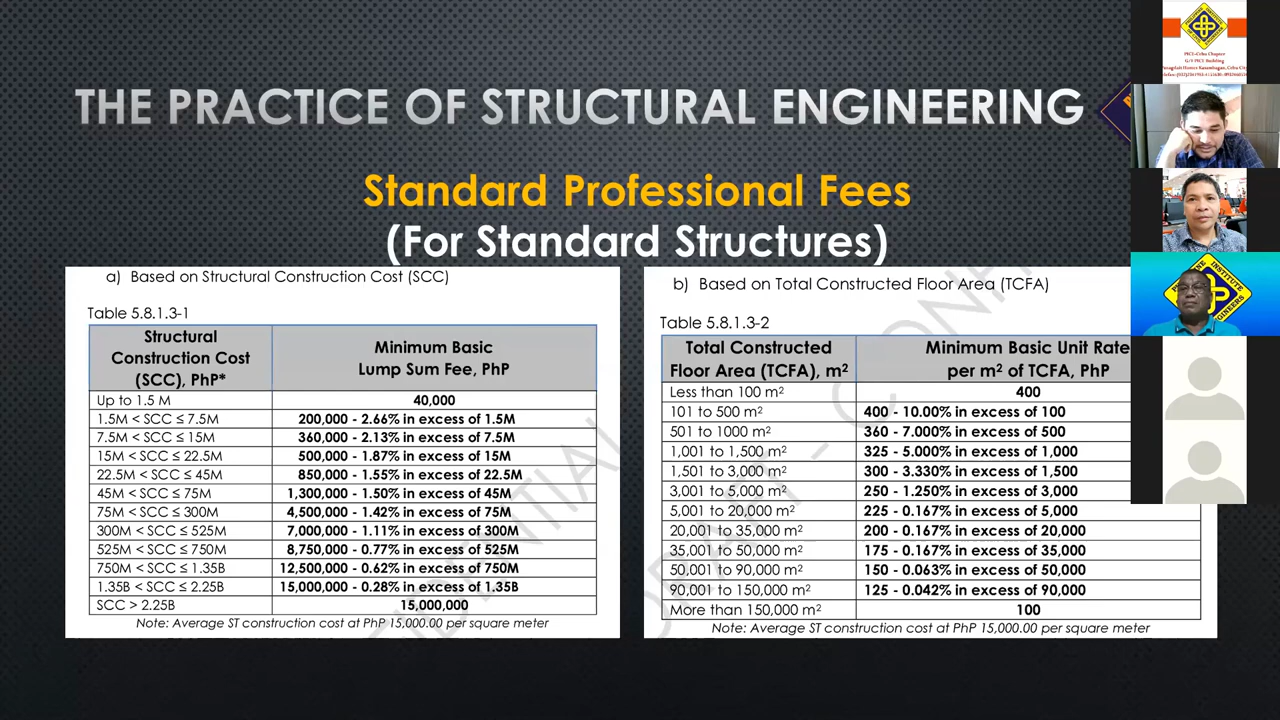 THE PRACTICE OF STRUCTURAL ENGINEERING
Standard Professional Fees
(For Standard Structures)
a) Based on Structural Construction Cost (SCC)
Table 5.8.1.3-1
Structural Construction Cost (SCC), PhP* Minimum Basic Lump Sum Fee, PhP
Up to 1.5 M 40,000
1.5M < SCC ≤ 7.5M 200,000 - 2.66% in excess of 1.5M
7.5M < SCC ≤ 15M 360,000 - 2.13% in excess of 7.5M
15M < SCC ≤ 22.5M 500,000 - 1.87% in excess of 15M
22.5M < SCC ≤ 45M 850,000 - 1.55% in excess of 22.5M
45M < SCC ≤ 75M 1,300,000 - 1.50% in excess of 45M
75M < SCC ≤ 300M 4,500,000 - 1.42% in excess of 75M
300M < SCC ≤ 525M 7,000,000 - 1.11% in excess of 300M
525M < SCC ≤ 750M 8,750,000 - 0.77% in excess of 525M
750M < SCC ≤ 1.35B 12,500,000 - 0.62% in excess of 750M
1.35B < SCC ≤ 2.25B 15,000,000 - 0.28% in excess of 1.35B
SCC > 2.25B 15,000,000
Note: Average ST construction cost at PhP 15,000.00 per square meter
b) Based on Total Constructed Floor Area (TCFA)
Table 5.8.1.3-2
Total Constructed Floor Area (TCFA), m² Minimum Basic Unit Rate per m² of TCFA, PhP
Less than 100 m² 400
101 to 500 m² 400 - 10.00% in excess of 100
501 to 1000 m² 360 - 7.000% in excess of 500
1,001 to 1,500 m² 325 - 5.000% in excess of 1,000
1,501 to 3,000 m² 300 - 3.330% in excess of 1,500
3,001 to 5,000 m² 250 - 1.250% in excess of 3,000
5,001 to 20,000 m² 225 - 0.167% in excess of 5,000
20,001 to 35,000 m² 200 - 0.167% in excess of 20,000
35,001 to 50,000 m² 175 - 0.167% in excess of 35,000
50,001 to 90,000 m² 150 - 0.063% in excess of 50,000
90,001 to 150,000 m² 125 - 0.042% in excess of 90,000
More than 150,000 m² 100
Note: Average ST construction cost at PhP 15,000.00 per square meter
PICE-Cebu Chapter
G/F PICE Building
INSTITUTE